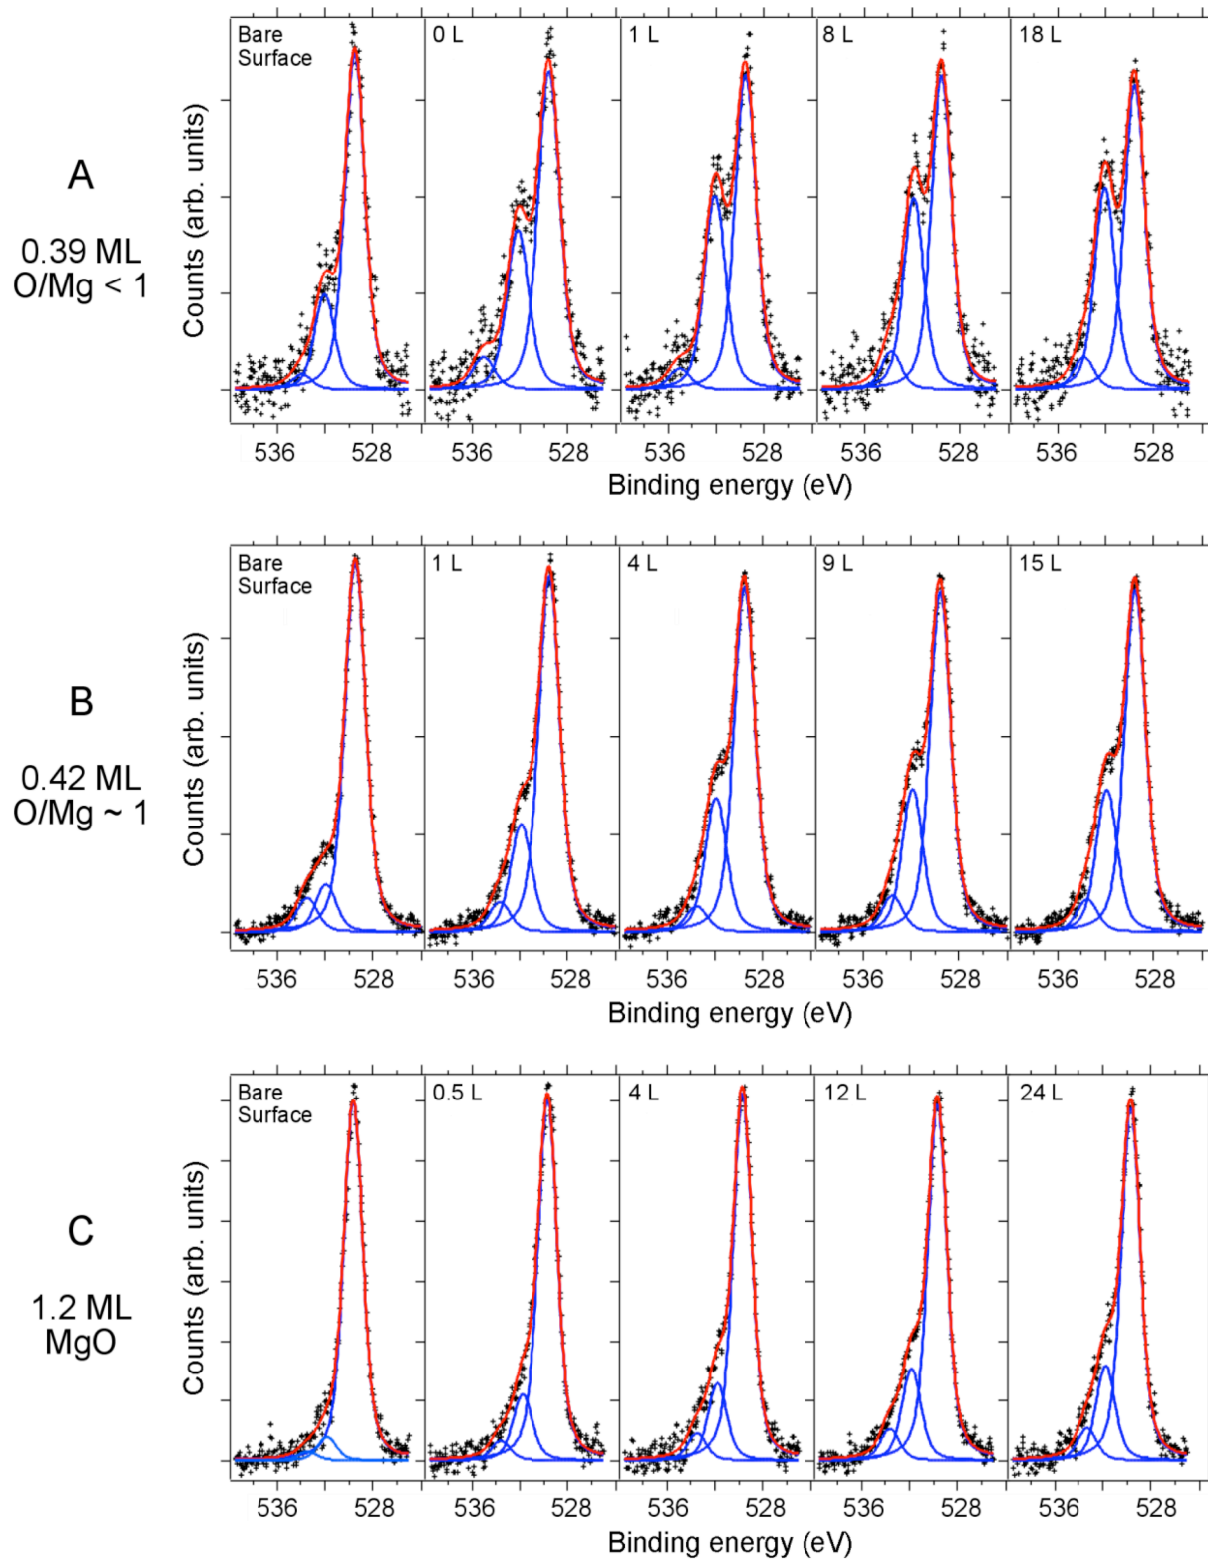 Bare
Surface
0 L
1 L
8 L
18 L
A
0.39 ML
O/Mg < 1
Counts (arb. units)
536 528 536 528 536 528 536 528 536 528
Binding energy (eV)
Bare
Surface
1 L
4 L
9 L
15 L
B
0.42 ML
O/Mg ~ 1
Counts (arb. units)
536 528 536 528 536 528 536 528 536 528
Binding energy (eV)
Bare
Surface
0.5 L
4 L
12 L
24 L
C
1.2 ML
MgO
Counts (arb. units)
536 528 536 528 536 528 536 528 536 528
Binding energy (eV)